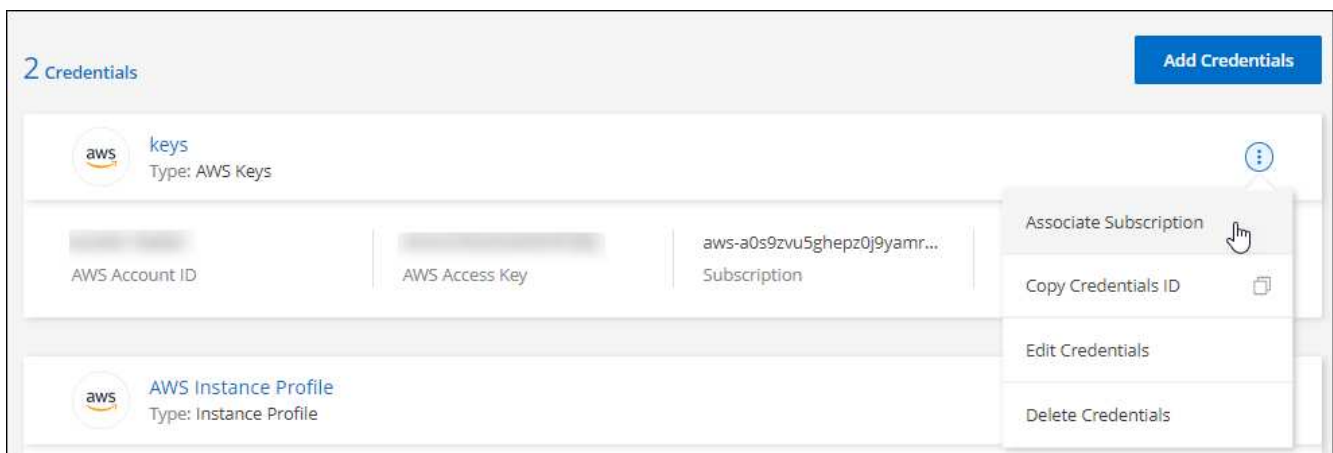 2 Credentials
Add Credentials
aws
keys
Type: AWS Keys
AWS Account ID
AWS Access Key
aws-a0s9zvu5ghepz0j9yamr...
Subscription
Associate Subscription
Copy Credentials ID
Edit Credentials
Delete Credentials
aws
AWS Instance Profile
Type: Instance Profile